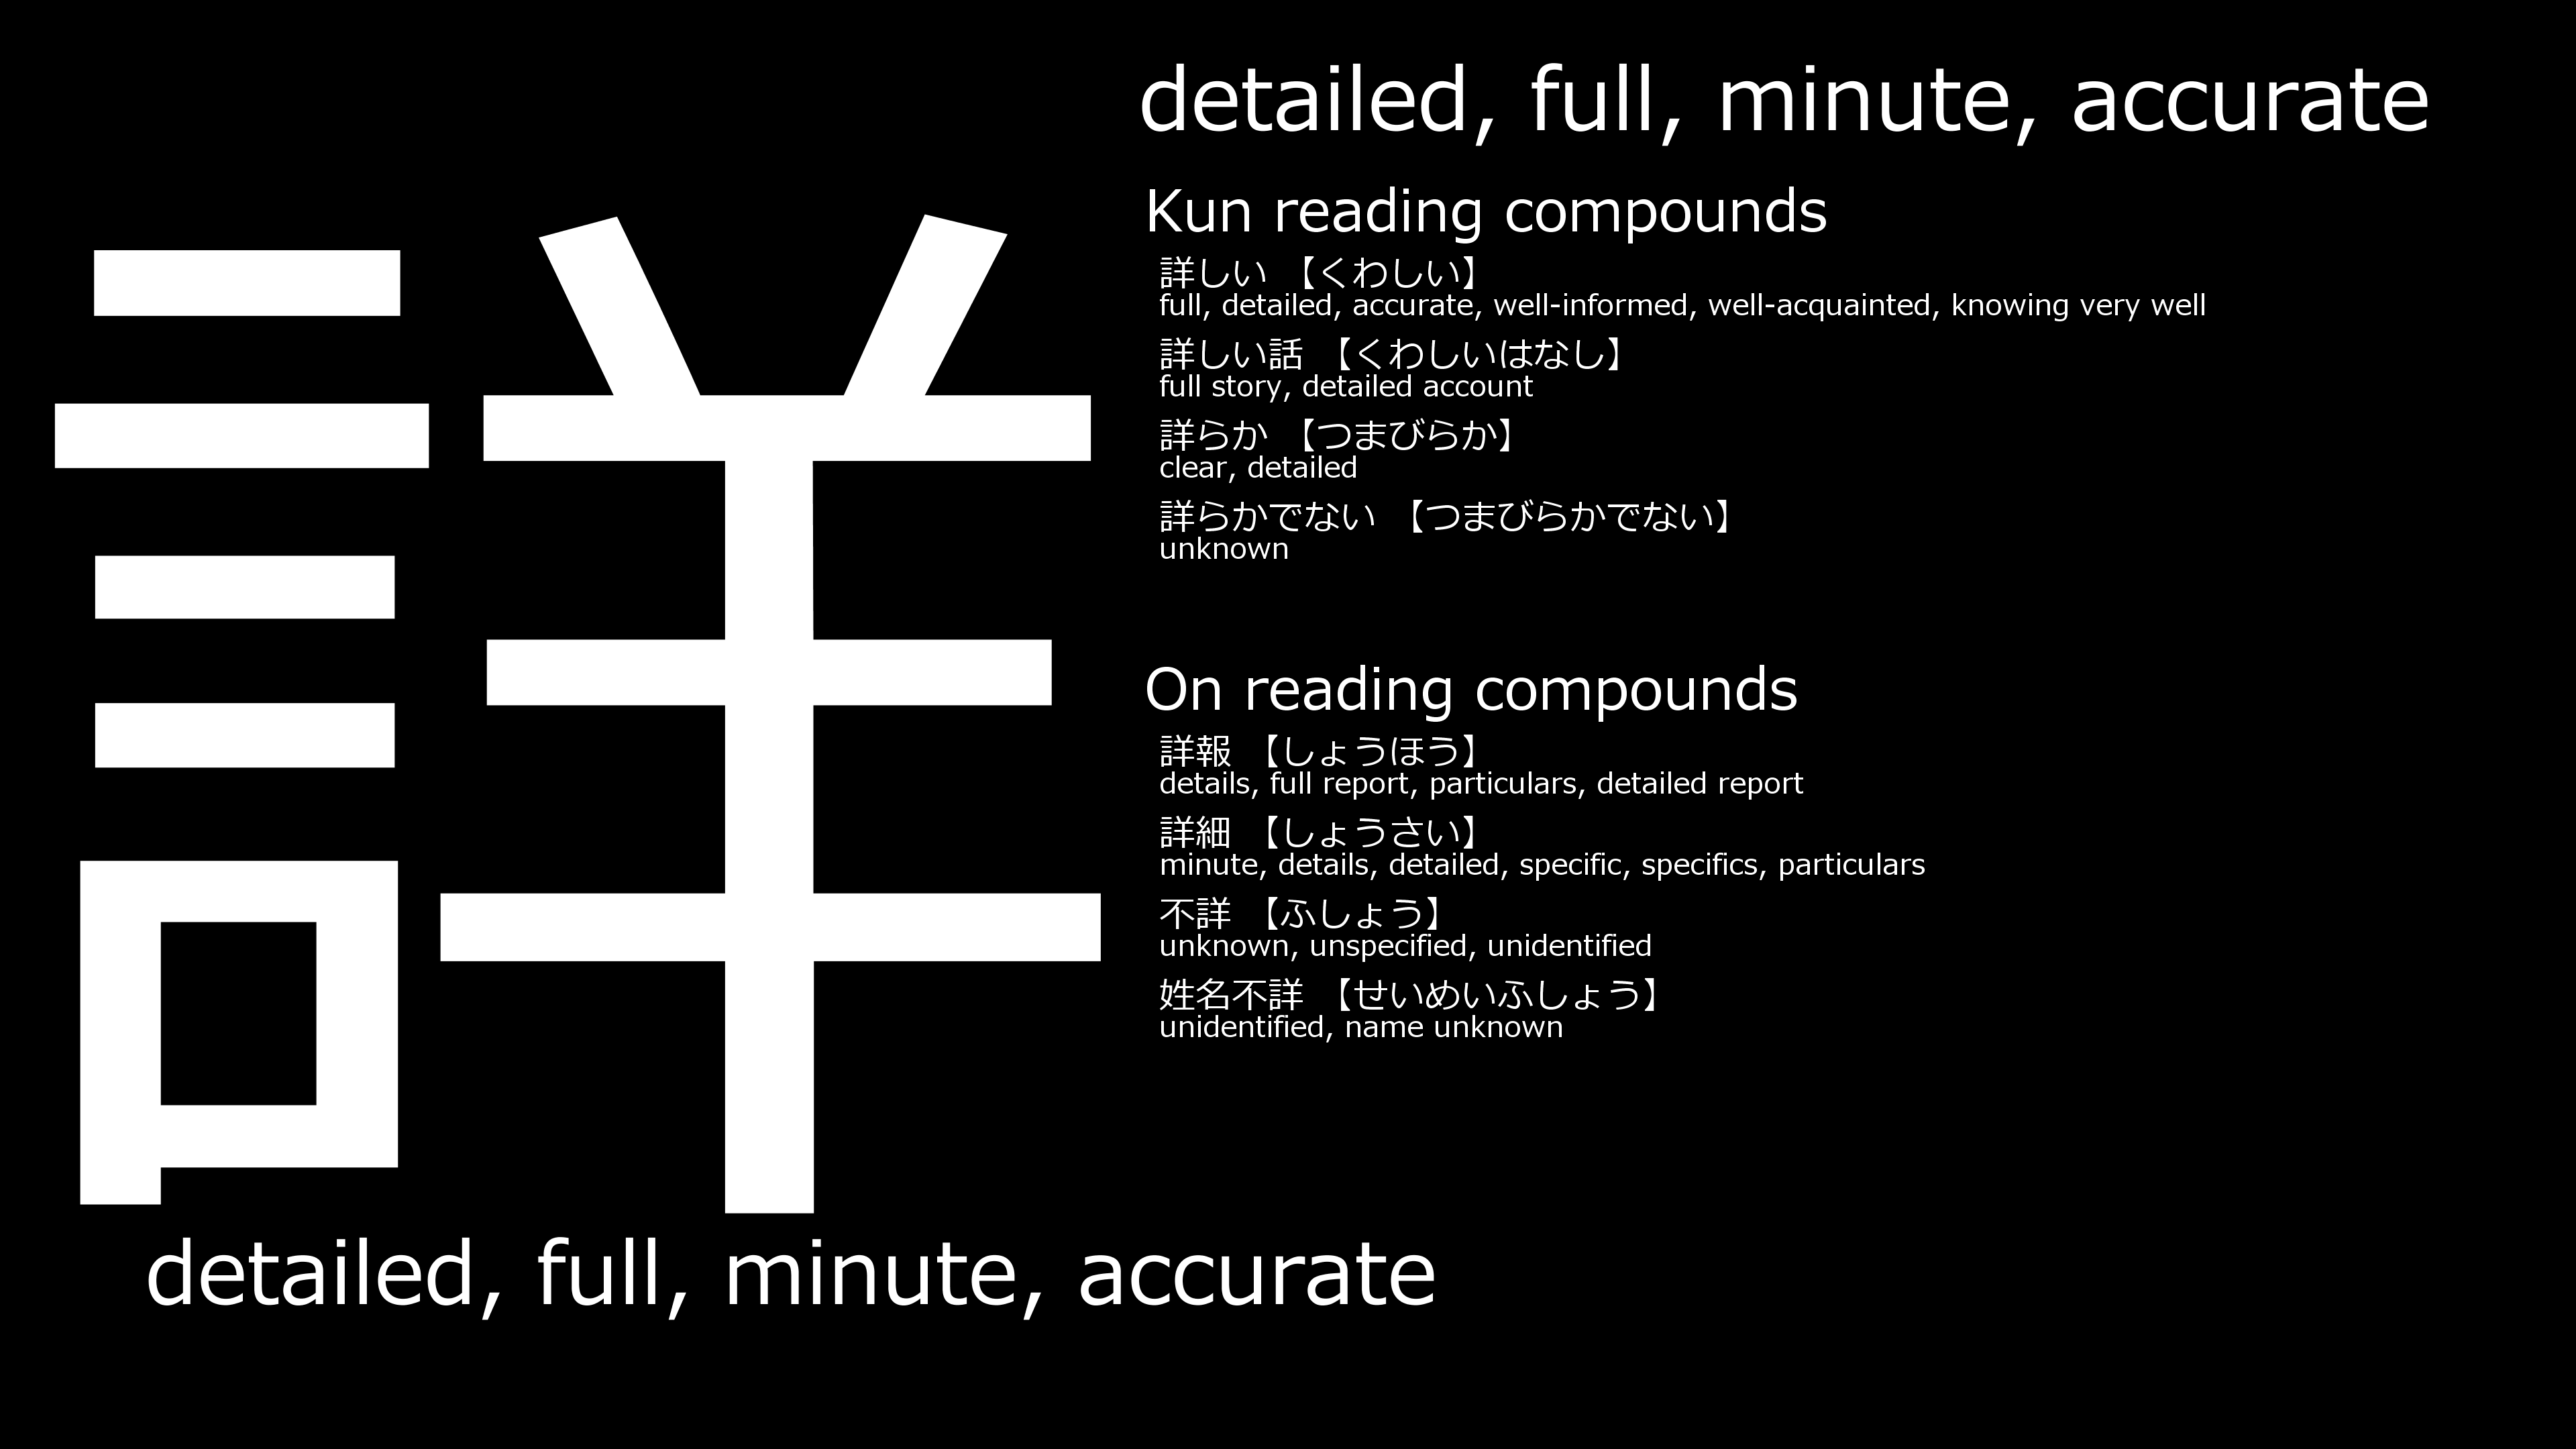 詳
detailed, full, minute, accurate
Kun reading compounds
詳しい 【くわしい】
full, detailed, accurate, well-informed, well-acquainted, knowing very well
詳しい話 【くわしいはなし】
full story, detailed account
詳らか 【つまびらか】
clear, detailed
詳らかでない 【つまびらかでない】
unknown
On reading compounds
詳報 【しょうほう】
details, full report, particulars, detailed report
詳細 【しょうさい】
minute, details, detailed, specific, specifics, particulars
不詳 【ふしょう】
unknown, unspecified, unidentified
姓名不詳 【せいめいふしょう】
unidentified, name unknown
detailed, full, minute, accurate